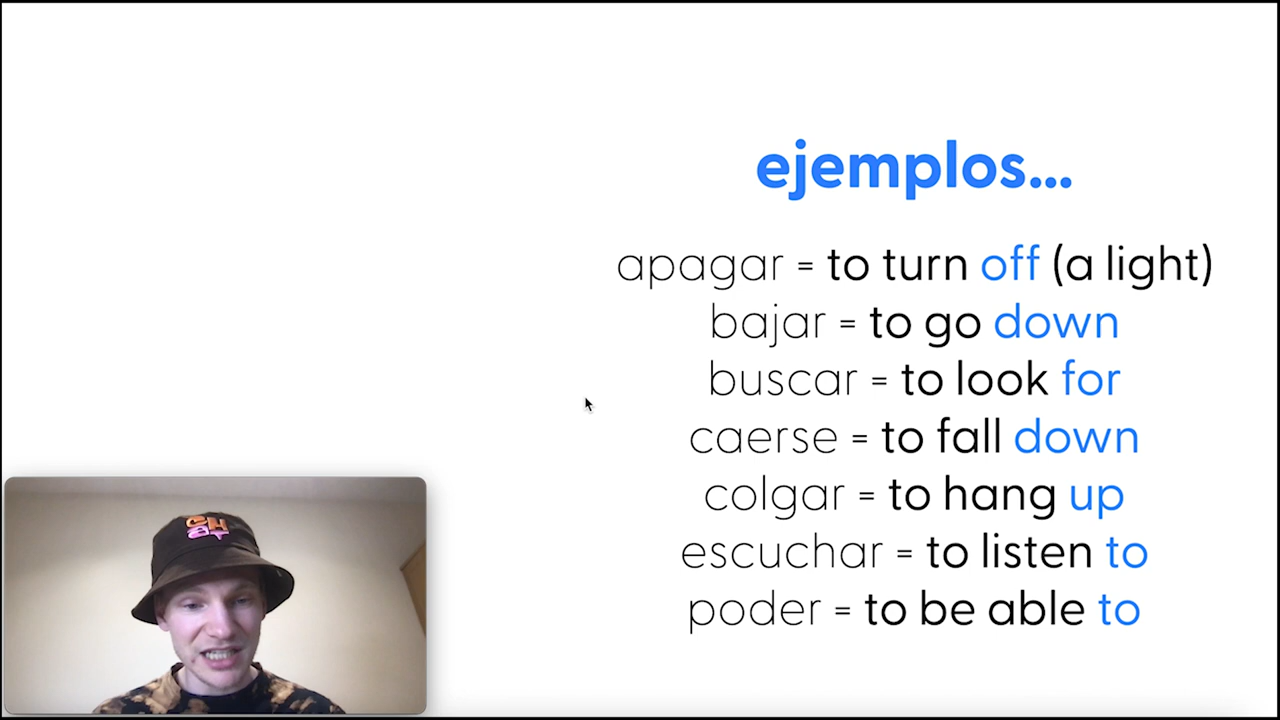 ejemplos...
apagar = to turn off (a light)
bajar = to go down
buscar = to look for
caerse = to fall down
colgar = to hang up
escuchar = to listen to
poder = to be able to
CHAT